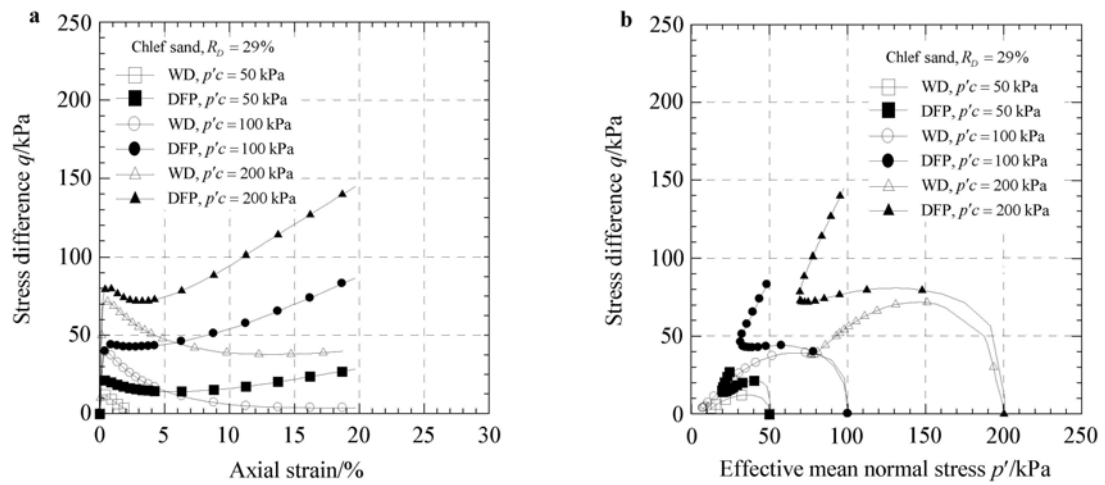 a
Stress difference q/kPa
250
200
150
100
50
0
Chlef sand, R_D = 29%
WD, p'c = 50 kPa
DFP, p'c = 50 kPa
WD, p'c = 100 kPa
DFP, p'c = 100 kPa
WD, p'c = 200 kPa
DFP, p'c = 200 kPa
0 5 10 15 20 25 30
Axial strain/%
b
Stress difference q/kPa
250
200
150
100
50
0
Chlef sand, R_D = 29%
WD, p'c = 50 kPa
DFP, p'c = 50 kPa
WD, p'c = 100 kPa
DFP, p'c = 100 kPa
WD, p'c = 200 kPa
DFP, p'c = 200 kPa
0 50 100 150 200 250
Effective mean normal stress p'/kPa